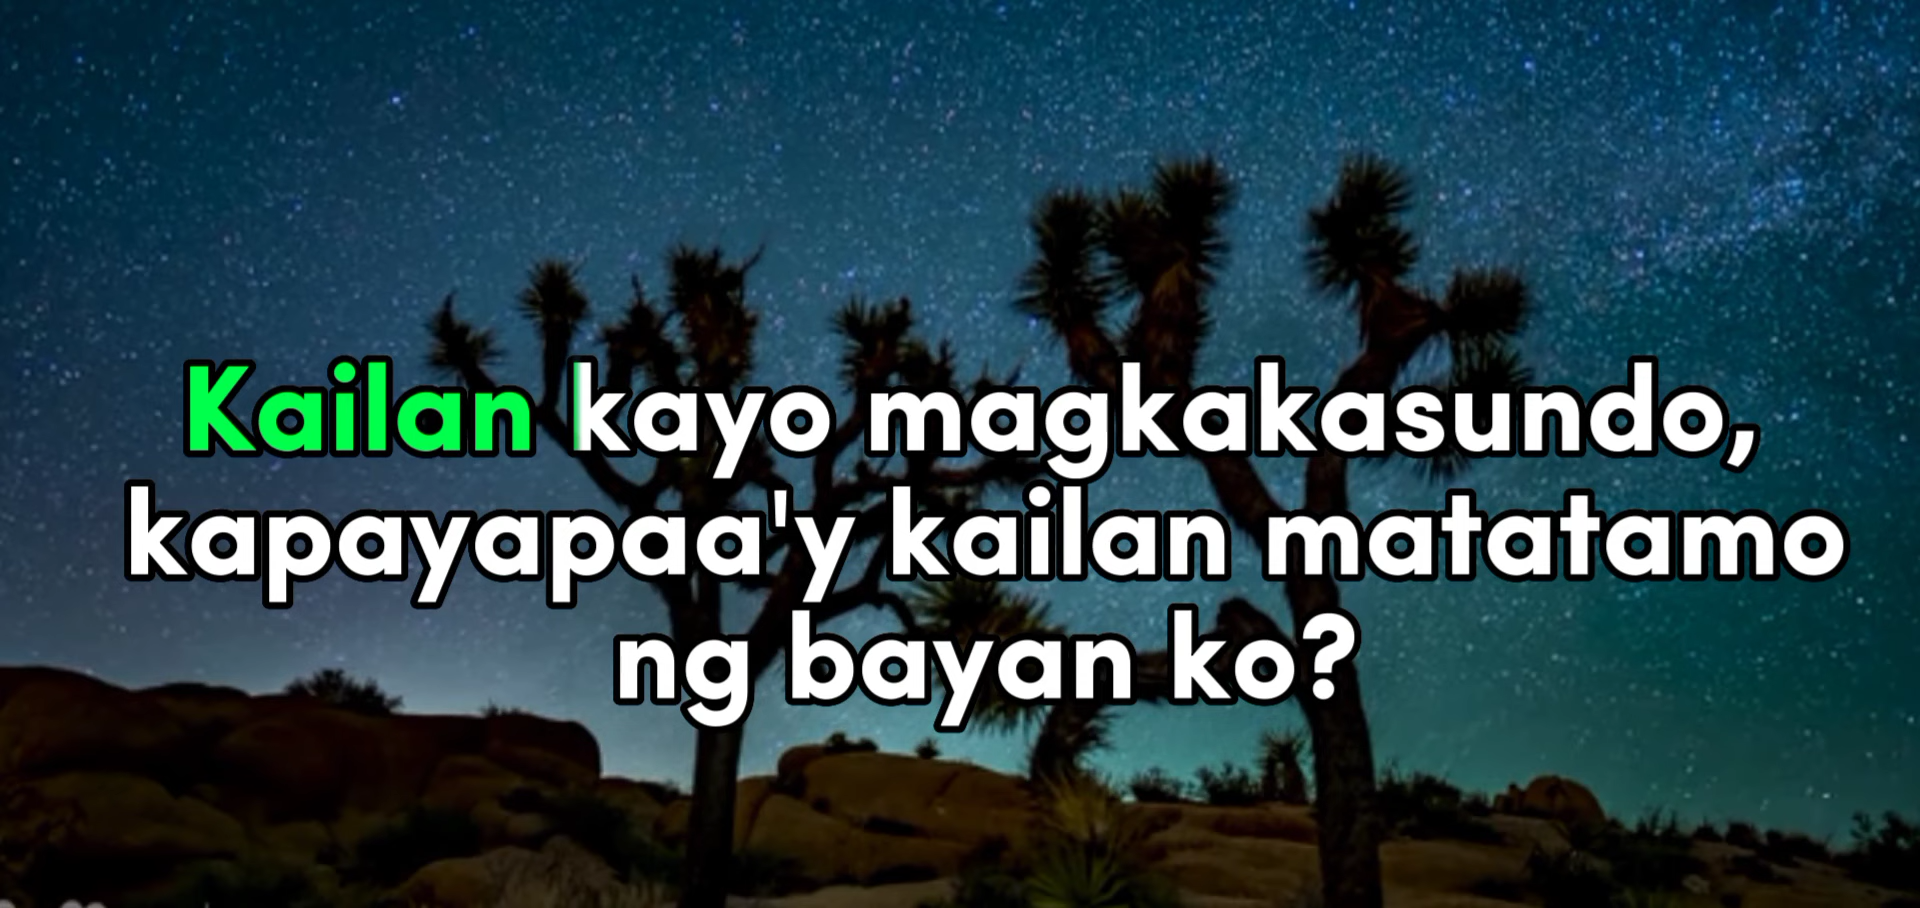 Kailan kayo magkakasundo,
kapayapaa'y kailan matatamo
ng bayan ko?